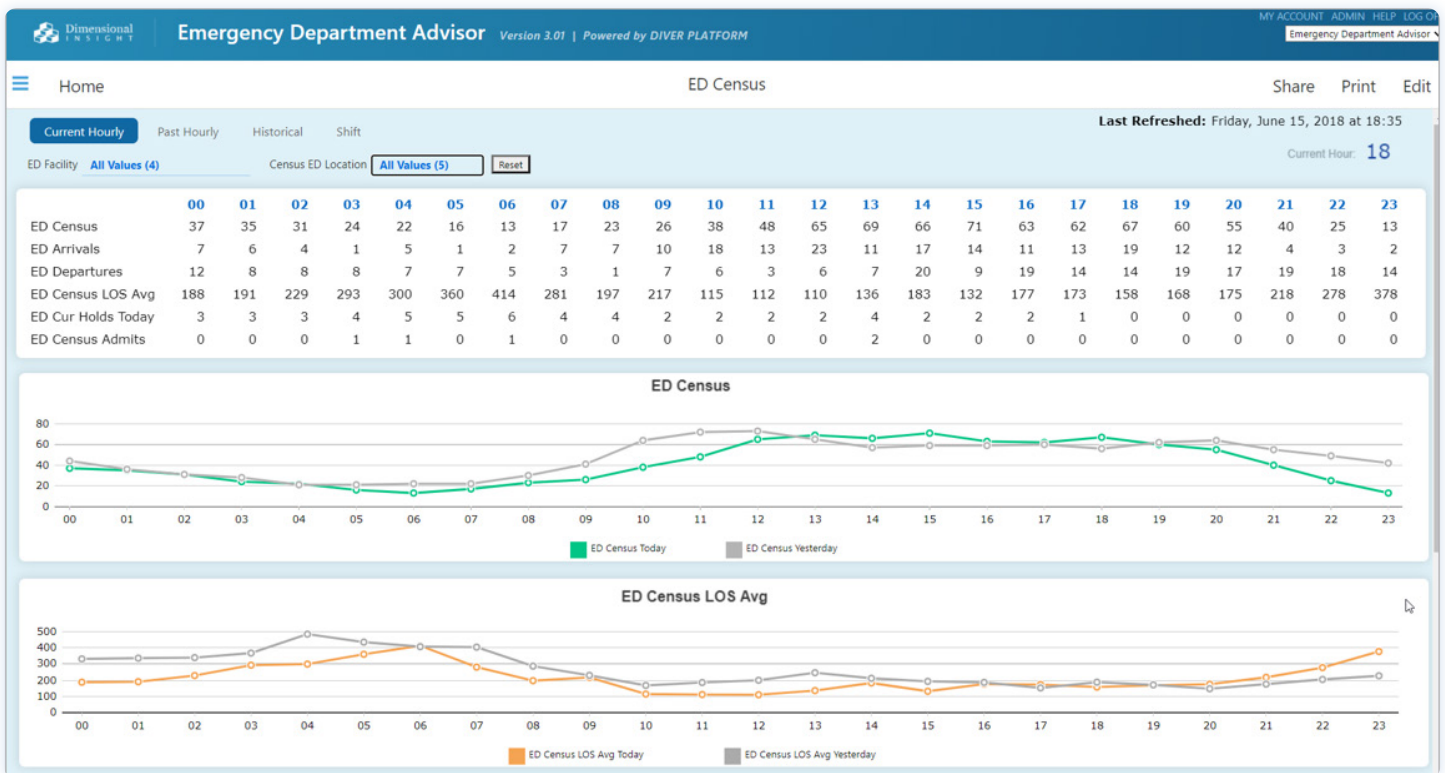 MY ACCOUNT ADMIN HELP LOG OF
Dimensional
INSIGHT
Emergency Department Advisor Version 3.01 | Powered by DIVER PLATFORM
Emergency Department Advisor
Home
ED Census
Share Print Edit
Current Hourly Past Hourly Historical Shift
Last Refreshed: Friday, June 15, 2018 at 18:35
ED Facility All Values (4) Census ED Location All Values (5) Reset
Current Hour: 18
00 01 02 03 04 05 06 07 08 09 10 11 12 13 14 15 16 17 18 19 20 21 22 23
ED Census 37 35 31 24 22 16 13 17 23 26 38 48 65 69 66 71 63 62 67 60 55 40 25 13
ED Arrivals 7 6 4 1 5 1 2 7 7 10 18 13 23 11 17 14 11 13 19 12 12 4 3 2
ED Departures 12 8 8 8 7 7 5 3 1 7 6 3 6 7 20 9 19 14 14 19 17 19 18 14
ED Census LOS Avg 188 191 229 293 300 360 414 281 197 217 115 112 110 136 183 132 177 173 158 168 175 218 278 378
ED Cur Holds Today 3 3 3 4 5 5 6 4 4 2 2 2 2 4 2 2 2 1 0 0 0 0 0 0
ED Census Admits 0 0 0 1 1 0 1 0 0 0 0 0 0 2 0 0 0 0 0 0 0 0 0 0
ED Census
80
60
40
20
0
00 01 02 03 04 05 06 07 08 09 10 11 12 13 14 15 16 17 18 19 20 21 22 23
ED Census Today ED Census Yesterday
ED Census LOS Avg
500
400
300
200
100
0
00 01 02 03 04 05 06 07 08 09 10 11 12 13 14 15 16 17 18 19 20 21 22 23
ED Census LOS Avg Today ED Census LOS Avg Yesterday